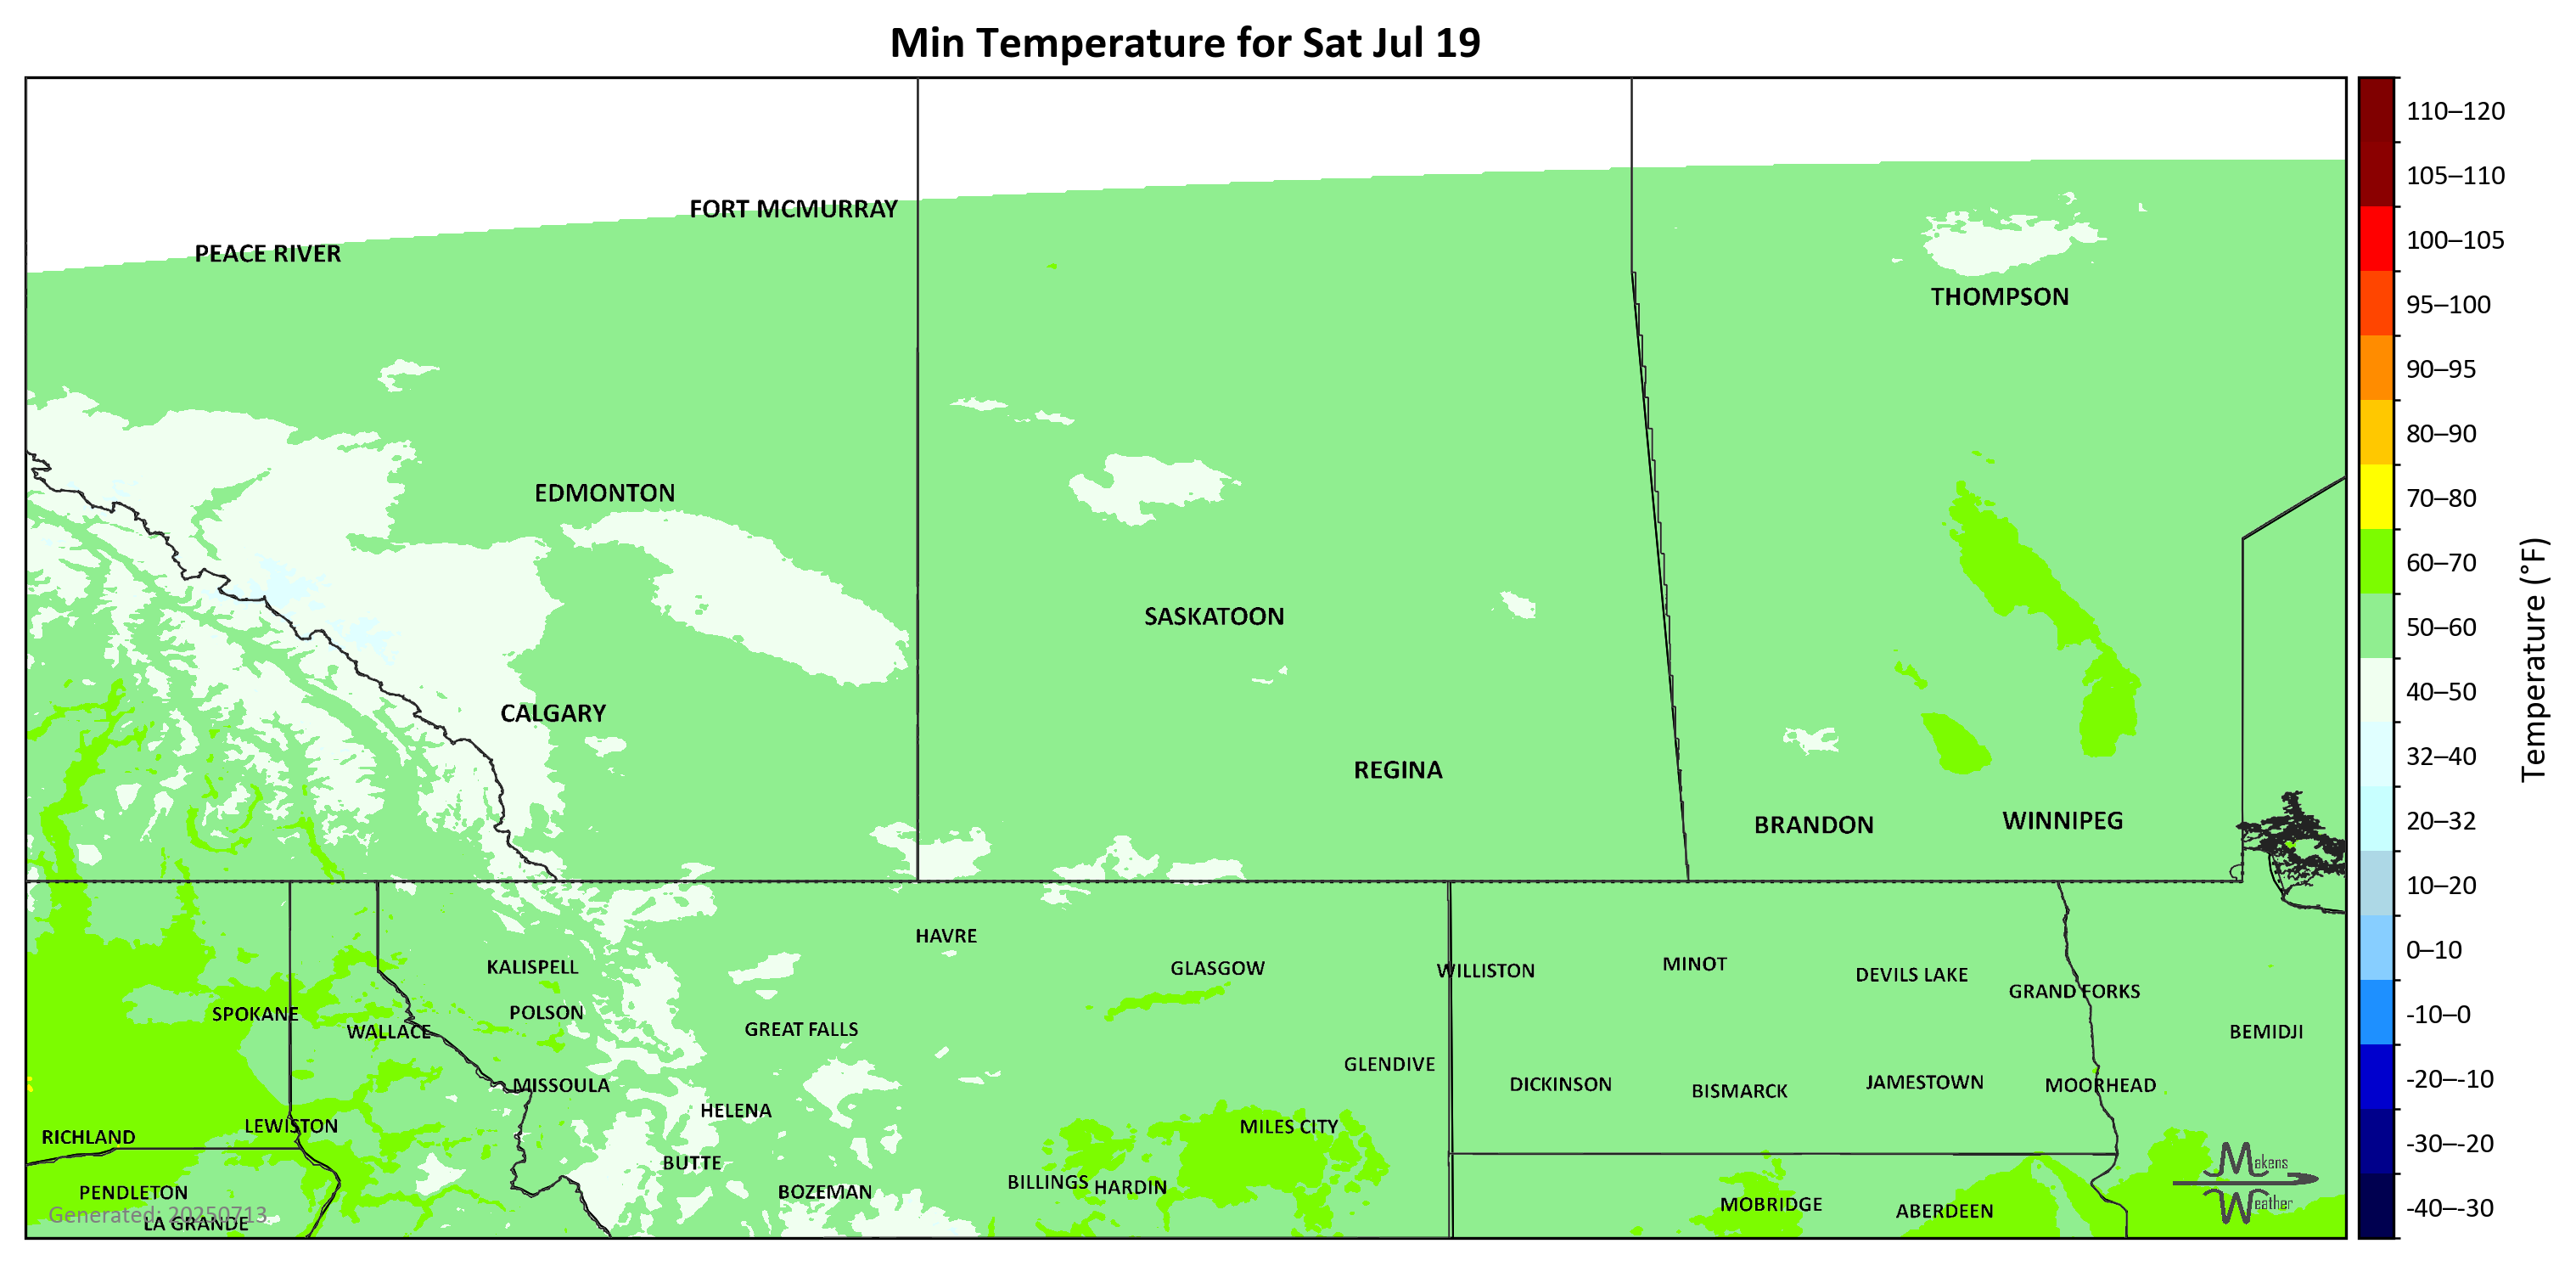 Min Temperature for Sat Jul 19
FORT MCMURRAY
PEACE RIVER
THOMPSON
EDMONTON
SASKATOON
CALGARY
REGINA
BRANDON
WINNIPEG
HAVRE
KALISPELL
GLASGOW
WILLISTON
MINOT
DEVILS LAKE
GRAND FORKS
SPOKANE
POLSON
WALLACE
GREAT FALLS
BEMIDJI
GLENDIVE
MISSOULA
DICKINSON
BISMARCK
JAMESTOWN
MOORHEAD
HELENA
LEWISTON
MILES CITY
RICHLAND
BUTTE
BILLINGS
HARDIN
PENDLETON
BOZEMAN
MOBRIDGE
ABERDEEN
Generated: 20250713
LA GRANDE
Makens
Weather
110–120
105–110
100–105
95–100
90–95
80–90
70–80
60–70
50–60
40–50
32–40
20–32
10–20
0–10
-10–0
-20–-10
-30–-20
-40–-30
Temperature (°F)